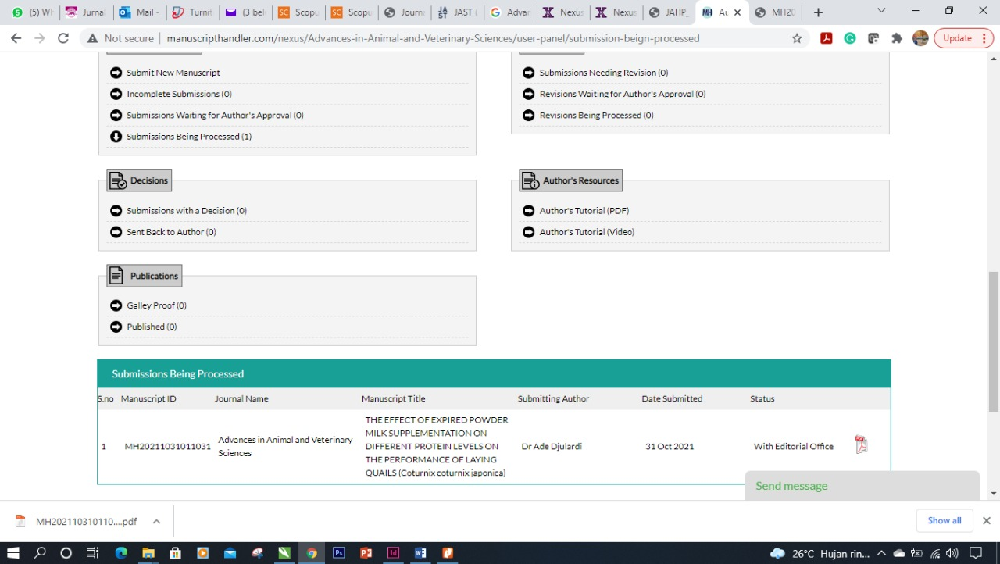 (5) Wh
Jurnal
Mail -
Turnit
(3 bel
Scopu
Scopu
Journa
JAST (
Advan
Nexus
Nexus
JAHP_
MH
Au
MH20
Not secure
manuscripthandler.com/nexus/Advances-in-Animal-and-Veterinary-Sciences/user-panel/submission-beign-processed
Update
Submit New Manuscript
Incomplete Submissions (0)
Submissions Waiting for Author's Approval (0)
Submissions Being Processed (1)
Submissions Needing Revision (0)
Revisions Waiting for Author's Approval (0)
Revisions Being Processed (0)
Decisions
Submissions with a Decision (0)
Sent Back to Author (0)
Author's Resources
Author's Tutorial (PDF)
Author's Tutorial (Video)
Publications
Galley Proof (0)
Published (0)
Submissions Being Processed
S.no Manuscript ID Journal Name Manuscript Title Submitting Author Date Submitted Status
1
MH20211031011031
Advances in Animal and Veterinary
Sciences
THE EFFECT OF EXPIRED POWDER
MILK SUPPLEMENTATION ON
DIFFERENT PROTEIN LEVELS ON
THE PERFORMANCE OF LAYING
QUAILS (Coturnix coturnix japonica)
Dr Ade Djulardi
31 Oct 2021
With Editorial Office
Send message
MH202110310110....pdf
Show all
26°C Hujan rin...